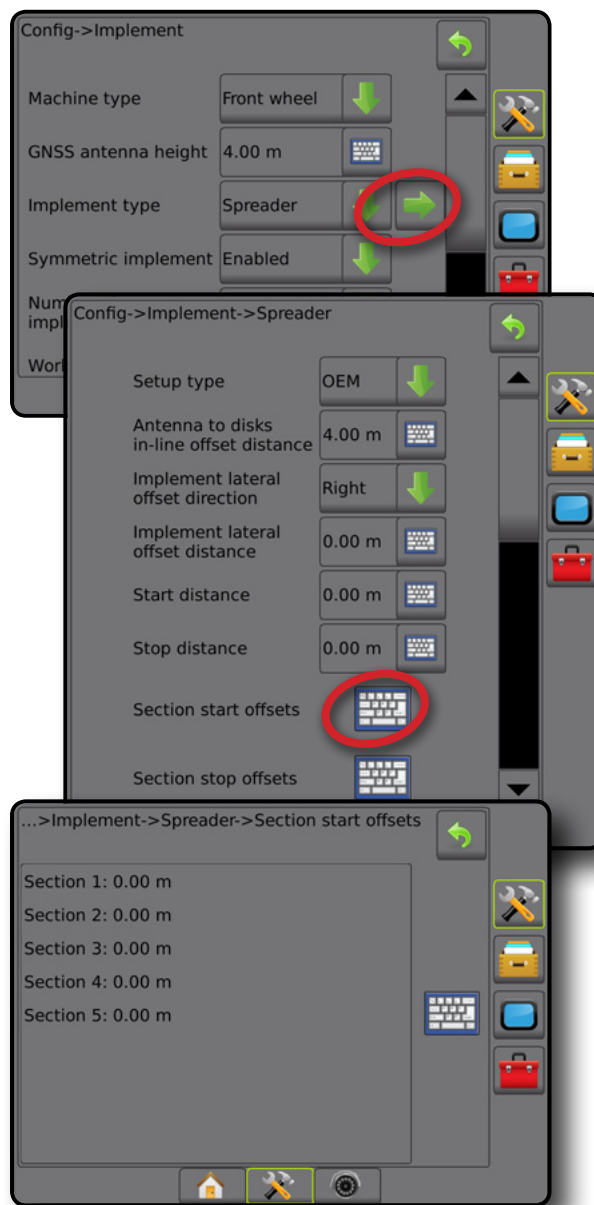 Config->Implement
Machine type Front wheel
GNSS antenna height 4.00 m
Implement type Spreader
Symmetric implement Enabled
Num
impl
Wor
Config->Implement->Spreader
Setup type OEM
Antenna to disks
in-line offset distance 4.00 m
Implement lateral
offset direction Right
Implement lateral
offset distance 0.00 m
Start distance 0.00 m
Stop distance 0.00 m
Section start offsets
Section stop offsets
...>Implement->Spreader->Section start offsets
Section 1: 0.00 m
Section 2: 0.00 m
Section 3: 0.00 m
Section 4: 0.00 m
Section 5: 0.00 m